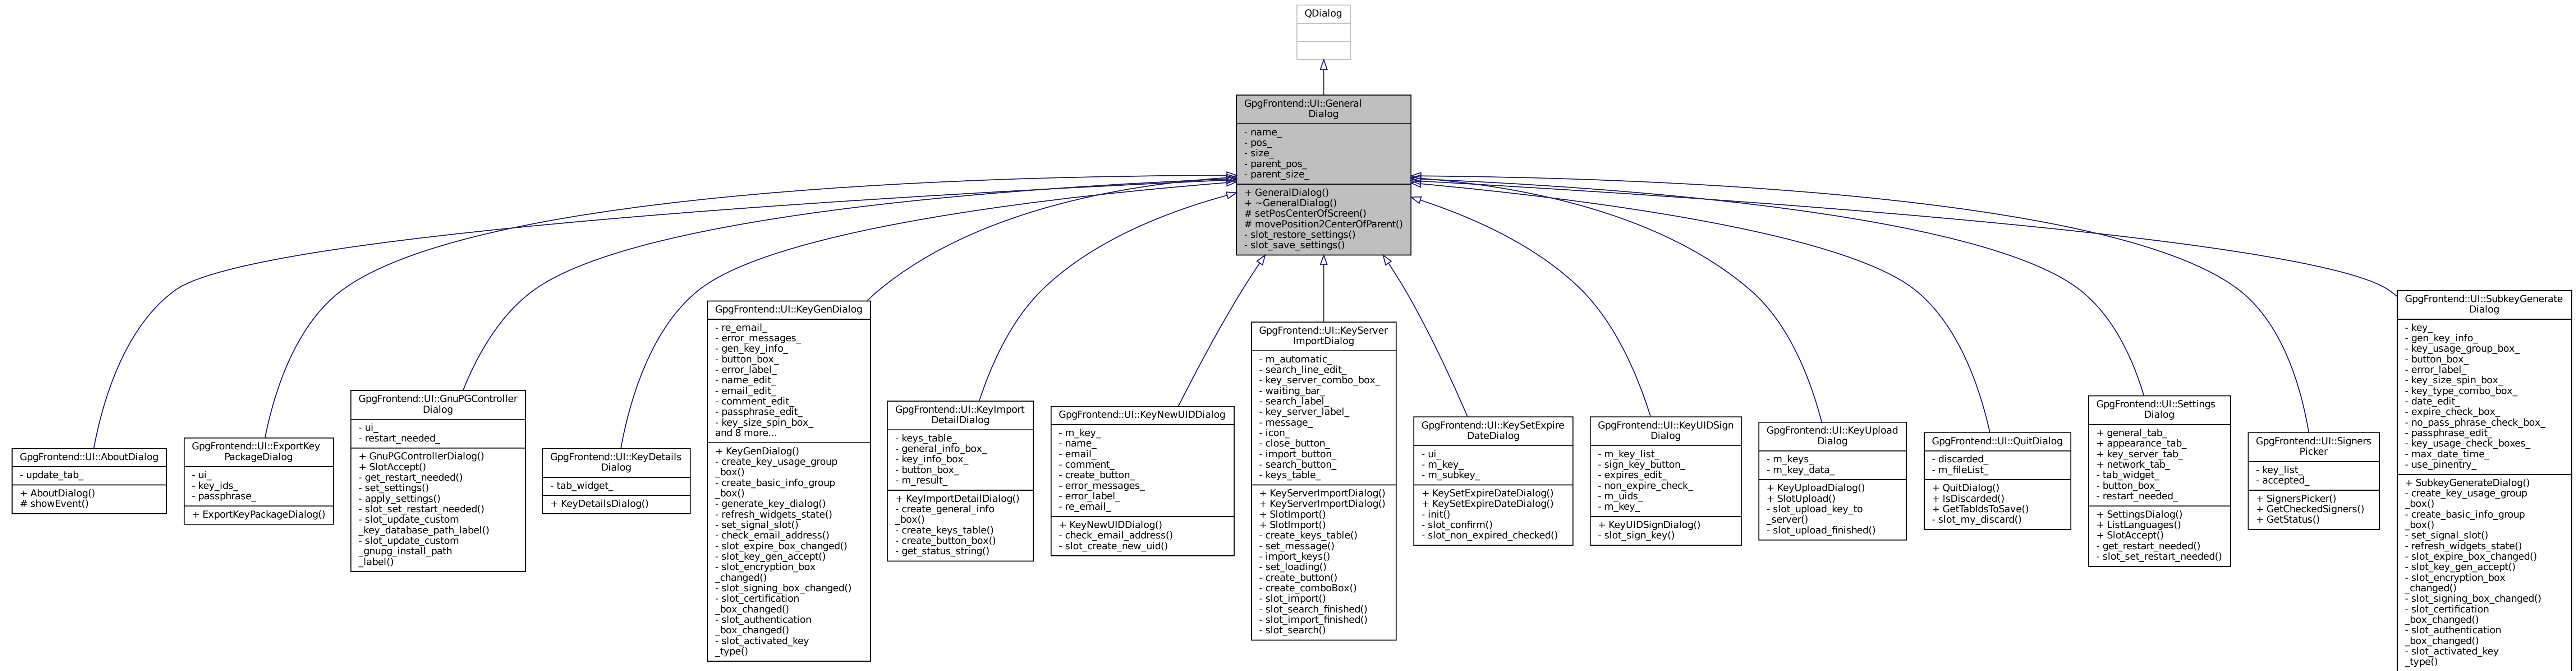 QDialog
GpgFrontend::UI::General
Dialog
- name_
- pos_
- size_
- parent_pos_
- parent_size_
+ GeneralDialog()
+ ~GeneralDialog()
# setPosCenterOfScreen()
# movePosition2CenterOfParent()
- slot_restore_settings()
- slot_save_settings()
GpgFrontend::UI::AboutDialog
- update_tab_
+ AboutDialog()
# showEvent()
GpgFrontend::UI::ExportKey
PackageDialog
- ui_
- key_ids_
- passphrase_
+ ExportKeyPackageDialog()
GpgFrontend::UI::GnuPGController
Dialog
- ui_
- restart_needed_
+ GnuPGControllerDialog()
+ SlotAccept()
- get_restart_needed()
- set_settings()
- apply_settings()
- slot_set_restart_needed()
- slot_update_custom
_key_database_path_label()
- slot_update_custom
_gnupg_install_path
_label()
GpgFrontend::UI::KeyDetails
Dialog
- tab_widget_
+ KeyDetailsDialog()
GpgFrontend::UI::KeyGenDialog
- re_email_
- error_messages_
- gen_key_info_
- button_box_
- error_label_
- name_edit_
- email_edit_
- comment_edit_
- passphrase_edit_
- key_size_spin_box_
and 8 more...
+ KeyGenDialog()
- create_key_usage_group
_box()
- create_basic_info_group
_box()
- generate_key_dialog()
- refresh_widgets_state()
- set_signal_slot()
- check_email_address()
- slot_expire_box_changed()
- slot_key_gen_accept()
- slot_encryption_box
_changed()
- slot_signing_box_changed()
- slot_certification
_box_changed()
- slot_authentication
_box_changed()
- slot_activated_key
_type()
GpgFrontend::UI::KeyImport
DetailDialog
- keys_table_
- general_info_box_
- key_info_box_
- button_box_
- m_result_
+ KeyImportDetailDialog()
- create_general_info
_box()
- create_keys_table()
- create_button_box()
- get_status_string()
GpgFrontend::UI::KeyNewUIDDialog
- m_key_
- name_
- email_
- comment_
- create_button_
- error_messages_
- error_label_
- re_email_
+ KeyNewUIDDialog()
- check_email_address()
- slot_create_new_uid()
GpgFrontend::UI::KeyServer
ImportDialog
- m_automatic_
- search_line_edit_
- key_server_combo_box_
- waiting_bar_
- search_label_
- key_server_label_
- message_
- icon_
- close_button_
- import_button_
- search_button_
- keys_table_
+ KeyServerImportDialog()
+ KeyServerImportDialog()
+ SlotImport()
+ SlotImport()
- create_keys_table()
- set_message()
- import_keys()
- set_loading()
- create_button()
- create_comboBox()
- slot_import()
- slot_search_finished()
- slot_import_finished()
- slot_search()
GpgFrontend::UI::KeySetExpire
DateDialog
- ui_
- m_key_
- m_subkey_
+ KeySetExpireDateDialog()
+ KeySetExpireDateDialog()
- init()
- slot_confirm()
- slot_non_expired_checked()
GpgFrontend::UI::KeyUIDSign
Dialog
- m_key_list_
- sign_key_button_
- expires_edit_
- non_expire_check_
- m_uids_
- m_key_
+ KeyUIDSignDialog()
- slot_sign_key()
GpgFrontend::UI::KeyUpload
Dialog
- m_keys_
- m_key_data_
+ KeyUploadDialog()
+ SlotUpload()
- slot_upload_key_to
_server()
- slot_upload_finished()
GpgFrontend::UI::QuitDialog
- discarded_
- m_fileList_
+ QuitDialog()
+ IsDiscarded()
+ GetTabIdsToSave()
- slot_my_discard()
GpgFrontend::UI::Settings
Dialog
+ general_tab_
+ appearance_tab_
+ key_server_tab_
+ network_tab_
- tab_widget_
- button_box_
- restart_needed_
+ SettingsDialog()
+ ListLanguages()
+ SlotAccept()
- get_restart_needed()
- slot_set_restart_needed()
GpgFrontend::UI::Signers
Picker
- key_list_
- accepted_
+ SignersPicker()
+ GetCheckedSigners()
+ GetStatus()
GpgFrontend::UI::SubkeyGenerate
Dialog
- key_
- gen_key_info_
- key_usage_group_box_
- button_box_
- error_label_
- key_size_spin_box_
- key_type_combo_box_
- date_edit_
- expire_check_box_
- no_pass_phrase_check_box_
- passphrase_edit_
- key_usage_check_boxes_
- max_date_time_
- use_pinentry_
+ SubkeyGenerateDialog()
- create_key_usage_group
_box()
- create_basic_info_group
_box()
- set_signal_slot()
- refresh_widgets_state()
- slot_expire_box_changed()
- slot_key_gen_accept()
- slot_encryption_box
_changed()
- slot_signing_box_changed()
- slot_certification
_box_changed()
- slot_authentication
_box_changed()
- slot_activated_key
_type()